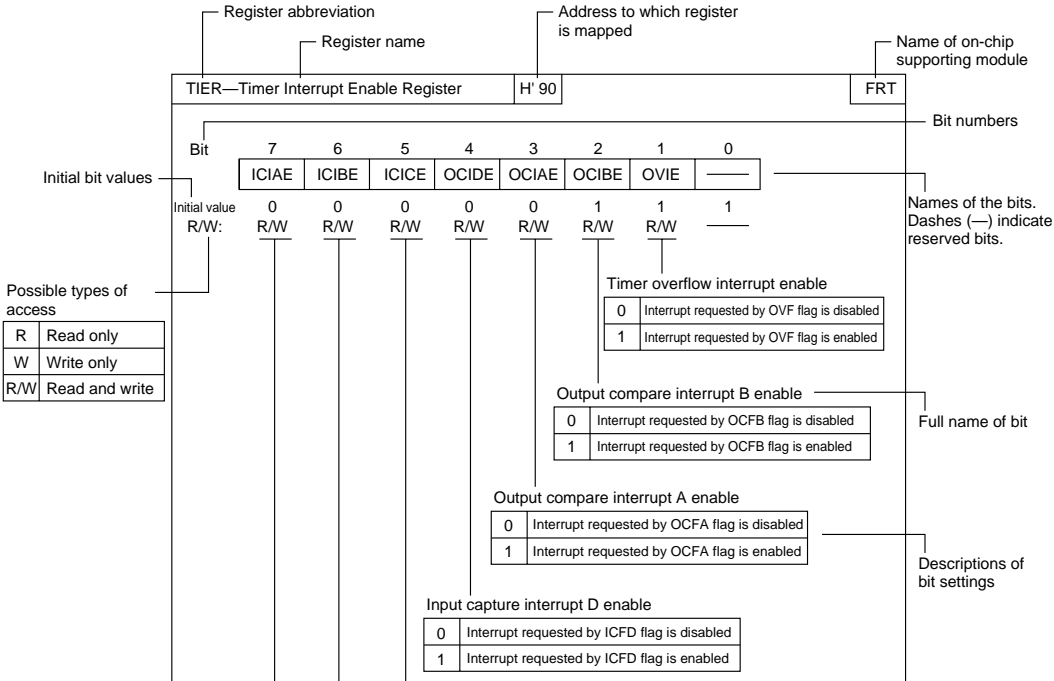 Register abbreviation
Register name
Address to which register
is mapped
Name of on-chip
supporting module
TIER—Timer Interrupt Enable Register H' 90 FRT
Bit numbers
Bit 7 6 5 4 3 2 1 0
ICIAE ICIBE ICICE OCIDE OCIAE OCIBE OVIE —
Initial bit values
Initial value 0 0 0 0 0 1 1 1
R/W: R/W R/W R/W R/W R/W R/W R/W —
Names of the bits.
Dashes (—) indicate
reserved bits.
Possible types of
access
R Read only
W Write only
R/W Read and write
Timer overflow interrupt enable
0 Interrupt requested by OVF flag is disabled
1 Interrupt requested by OVF flag is enabled
Output compare interrupt B enable
0 Interrupt requested by OCFB flag is disabled
1 Interrupt requested by OCFB flag is enabled
Full name of bit
Output compare interrupt A enable
0 Interrupt requested by OCFA flag is disabled
1 Interrupt requested by OCFA flag is enabled
Descriptions of
bit settings
Input capture interrupt D enable
0 Interrupt requested by ICFD flag is disabled
1 Interrupt requested by ICFD flag is enabled